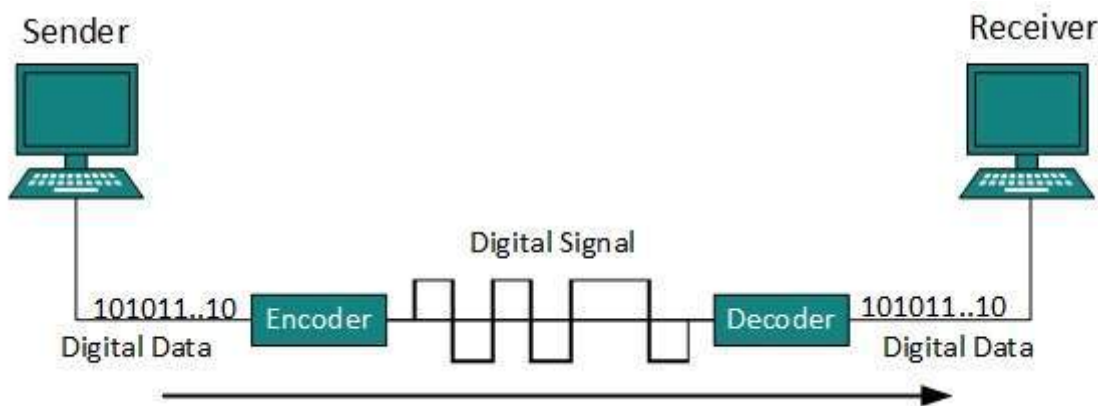 Sender
Receiver
Digital Signal
101011..10
Encoder
Decoder
101011..10
Digital Data
Digital Data